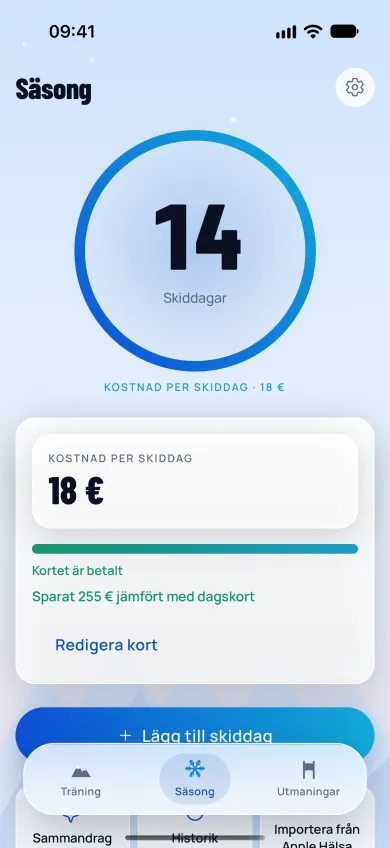 09:41
Säsong
14
Skiddagar
KOSTNAD PER SKIDDAG · 18 €
KOSTNAD PER SKIDDAG
18 €
Kortet är betalt
Sparat 255 € jämfört med dagskort
Redigera kort
+ Lägg till skiddag
Träning
Säsong
Utmaningar
Sammandrag
Historik
Importera från
Apple Hälsa